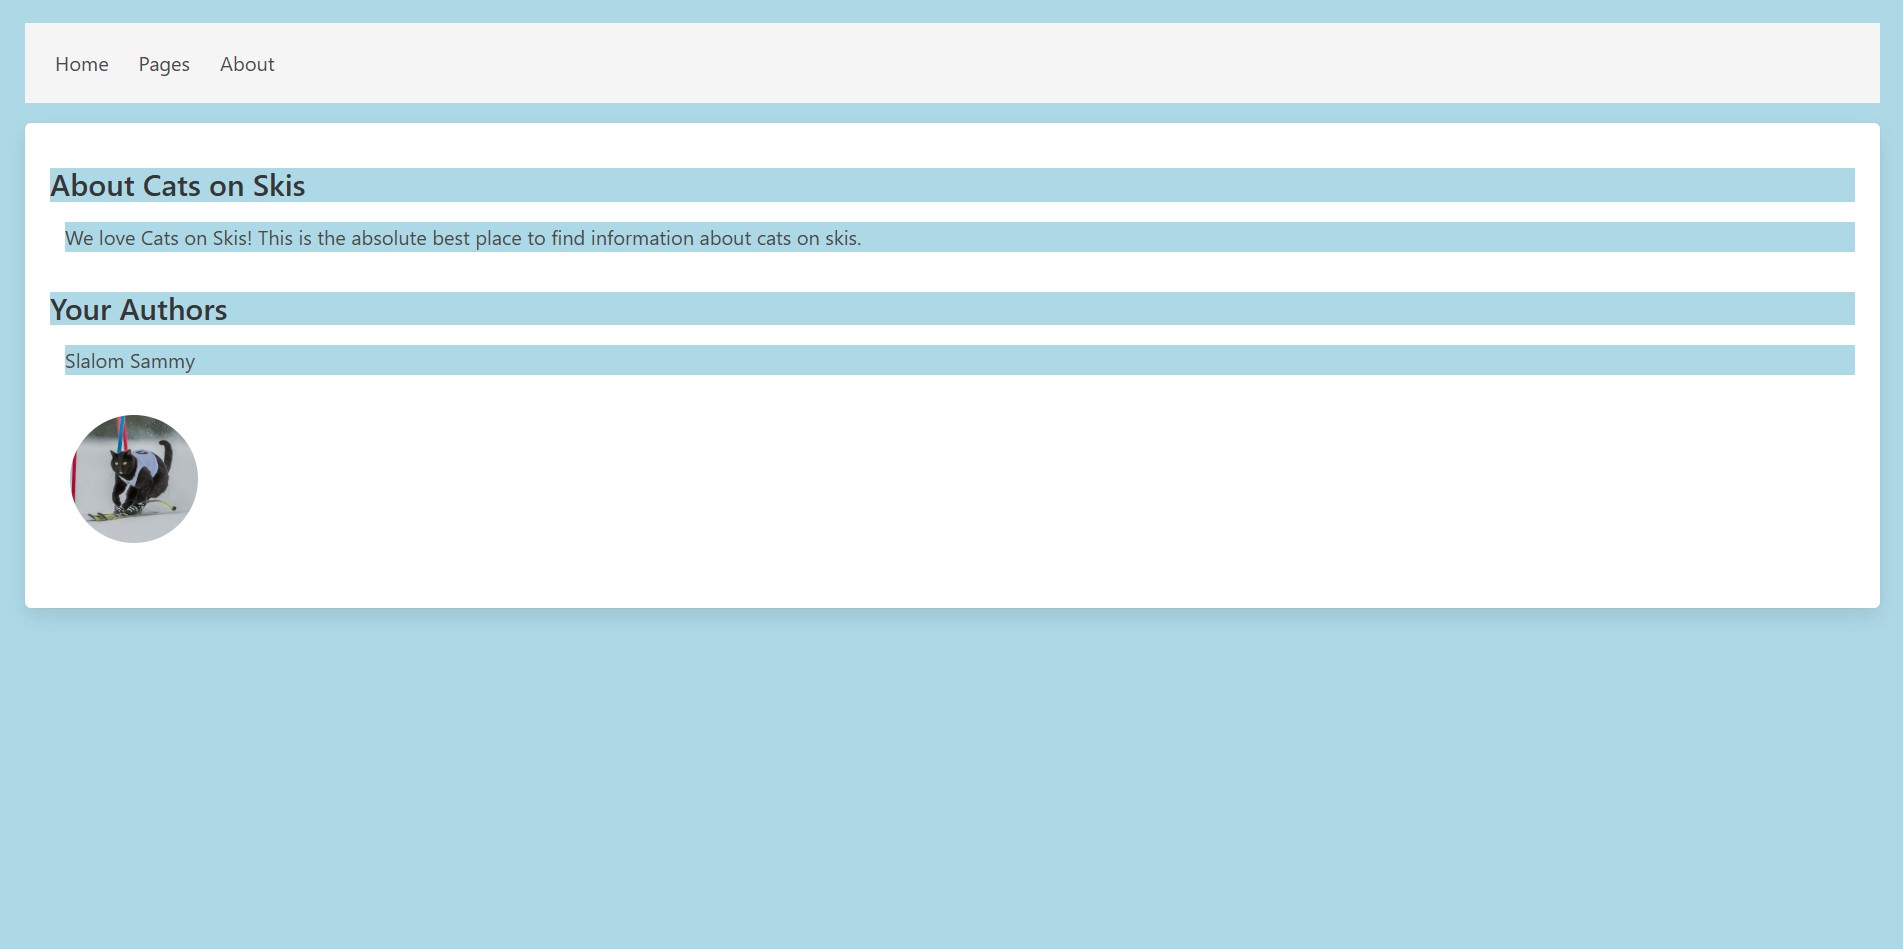 Home Pages About
About Cats on Skis
We love Cats on Skis! This is the absolute best place to find information about cats on skis.
Your Authors
Slalom Sammy